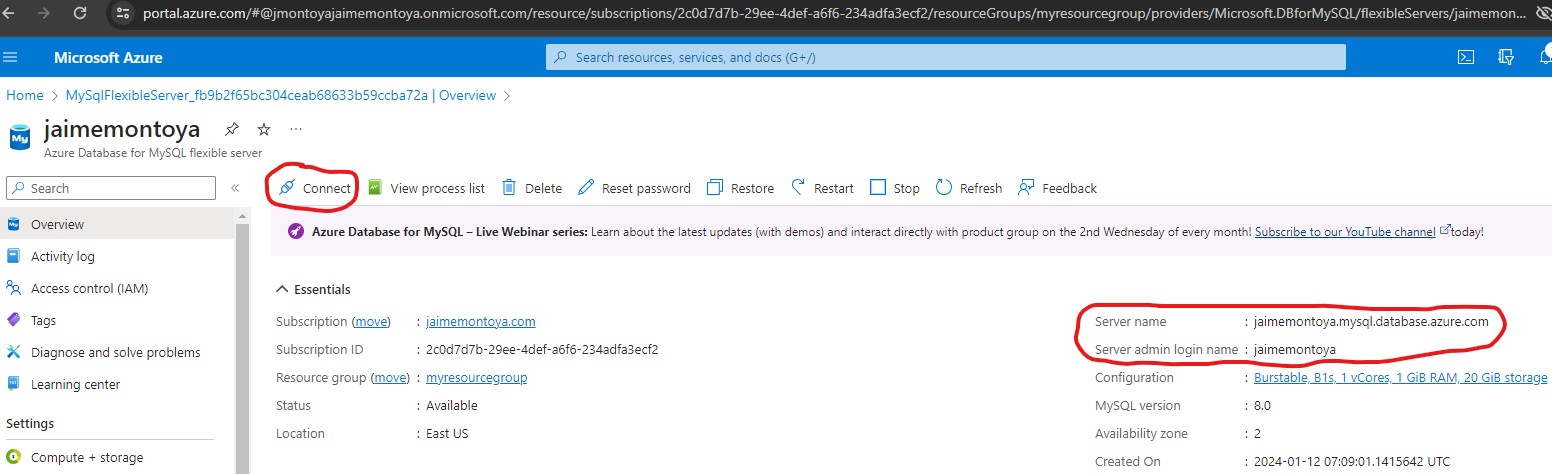 portal.azure.com/#@jmontoyajaimemontoya.onmicrosoft.com/resource/subscriptions/2c0d7d7b-29ee-4def-a6f6-234adfa3ecf2/resourceGroups/myresourcegroup/providers/Microsoft.DBforMySQL/flexibleServers/jaimemon...
Microsoft Azure
Search resources, services, and docs (G+/)
Home > MySqlFlexibleServer_fb9b2f65bc304ceab68633b59ccba72a | Overview >
My
jaimemontoya
Azure Database for MySQL flexible server
Search
Connect View process list Delete Reset password Restore Restart Stop Refresh Feedback
Overview
Azure Database for MySQL – Live Webinar series: Learn about the latest updates (with demos) and interact directly with product group on the 2nd Wednesday of every month! Subscribe to our YouTube channel today!
Activity log
Access control (IAM)
Tags
Diagnose and solve problems
Learning center
Settings
Compute + storage
Essentials
Subscription (move) : jaimemontoya.com
Subscription ID : 2c0d7d7b-29ee-4def-a6f6-234adfa3ecf2
Resource group (move) : myresourcegroup
Status : Available
Location : East US
Server name : jaimemontoya.mysql.database.azure.com
Server admin login name : jaimemontoya
Configuration : Burstable, B1s, 1 vCores, 1 GiB RAM, 20 GiB storage
MySQL version : 8.0
Availability zone : 2
Created On : 2024-01-12 07:09:01.1415642 UTC